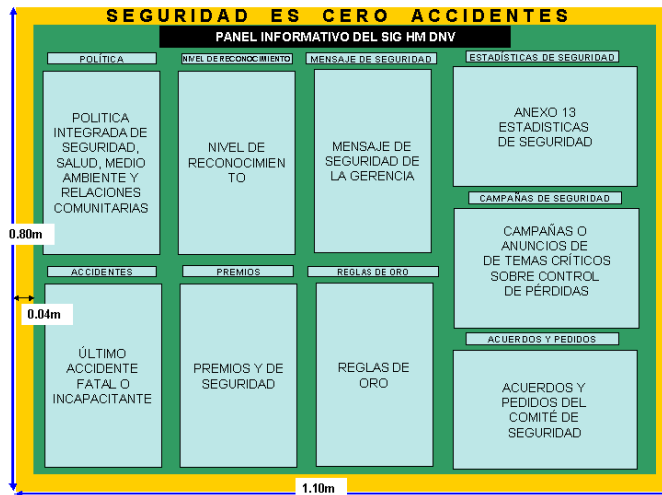 SEGURIDAD ES CERO ACCIDENTES
PANEL INFORMATIVO DEL SIG HM DNV
POLÍTICA
POLITICA
INTEGRADA DE
SEGURIDAD,
SALUD, MEDIO
AMBIENTE Y
RELACIONES
COMUNITARIAS
NIVEL DE RECONOCIMIENTO
NIVEL DE
RECONOCIMIEN
TO
MENSAJE DE SEGURIDAD
MENSAJE DE
SEGURIDAD DE
LA GERENCIA
ESTADÍSTICAS DE SEGURIDAD
ANEXO 13
ESTADISTICAS
DE SEGURIDAD
CAMPAÑAS DE SEGURIDAD
CAMPAÑAS O
ANUNCIOS DE
DE TEMAS CRÍTICOS
SOBRE CONTROL
DE PÉRDIDAS
0.80m
0.04m
ACCIDENTES
ÚLTIMO
ACCIDENTE
FATAL O
INCAPACITANTE
PREMIOS
PREMIOS Y DE
SEGURIDAD
REGLAS DE ORO
REGLAS DE
ORO
ACUERDOS Y PEDIDOS
ACUERDOS Y
PEDIDOS DEL
COMITÉ DE
SEGURIDAD
1.10m